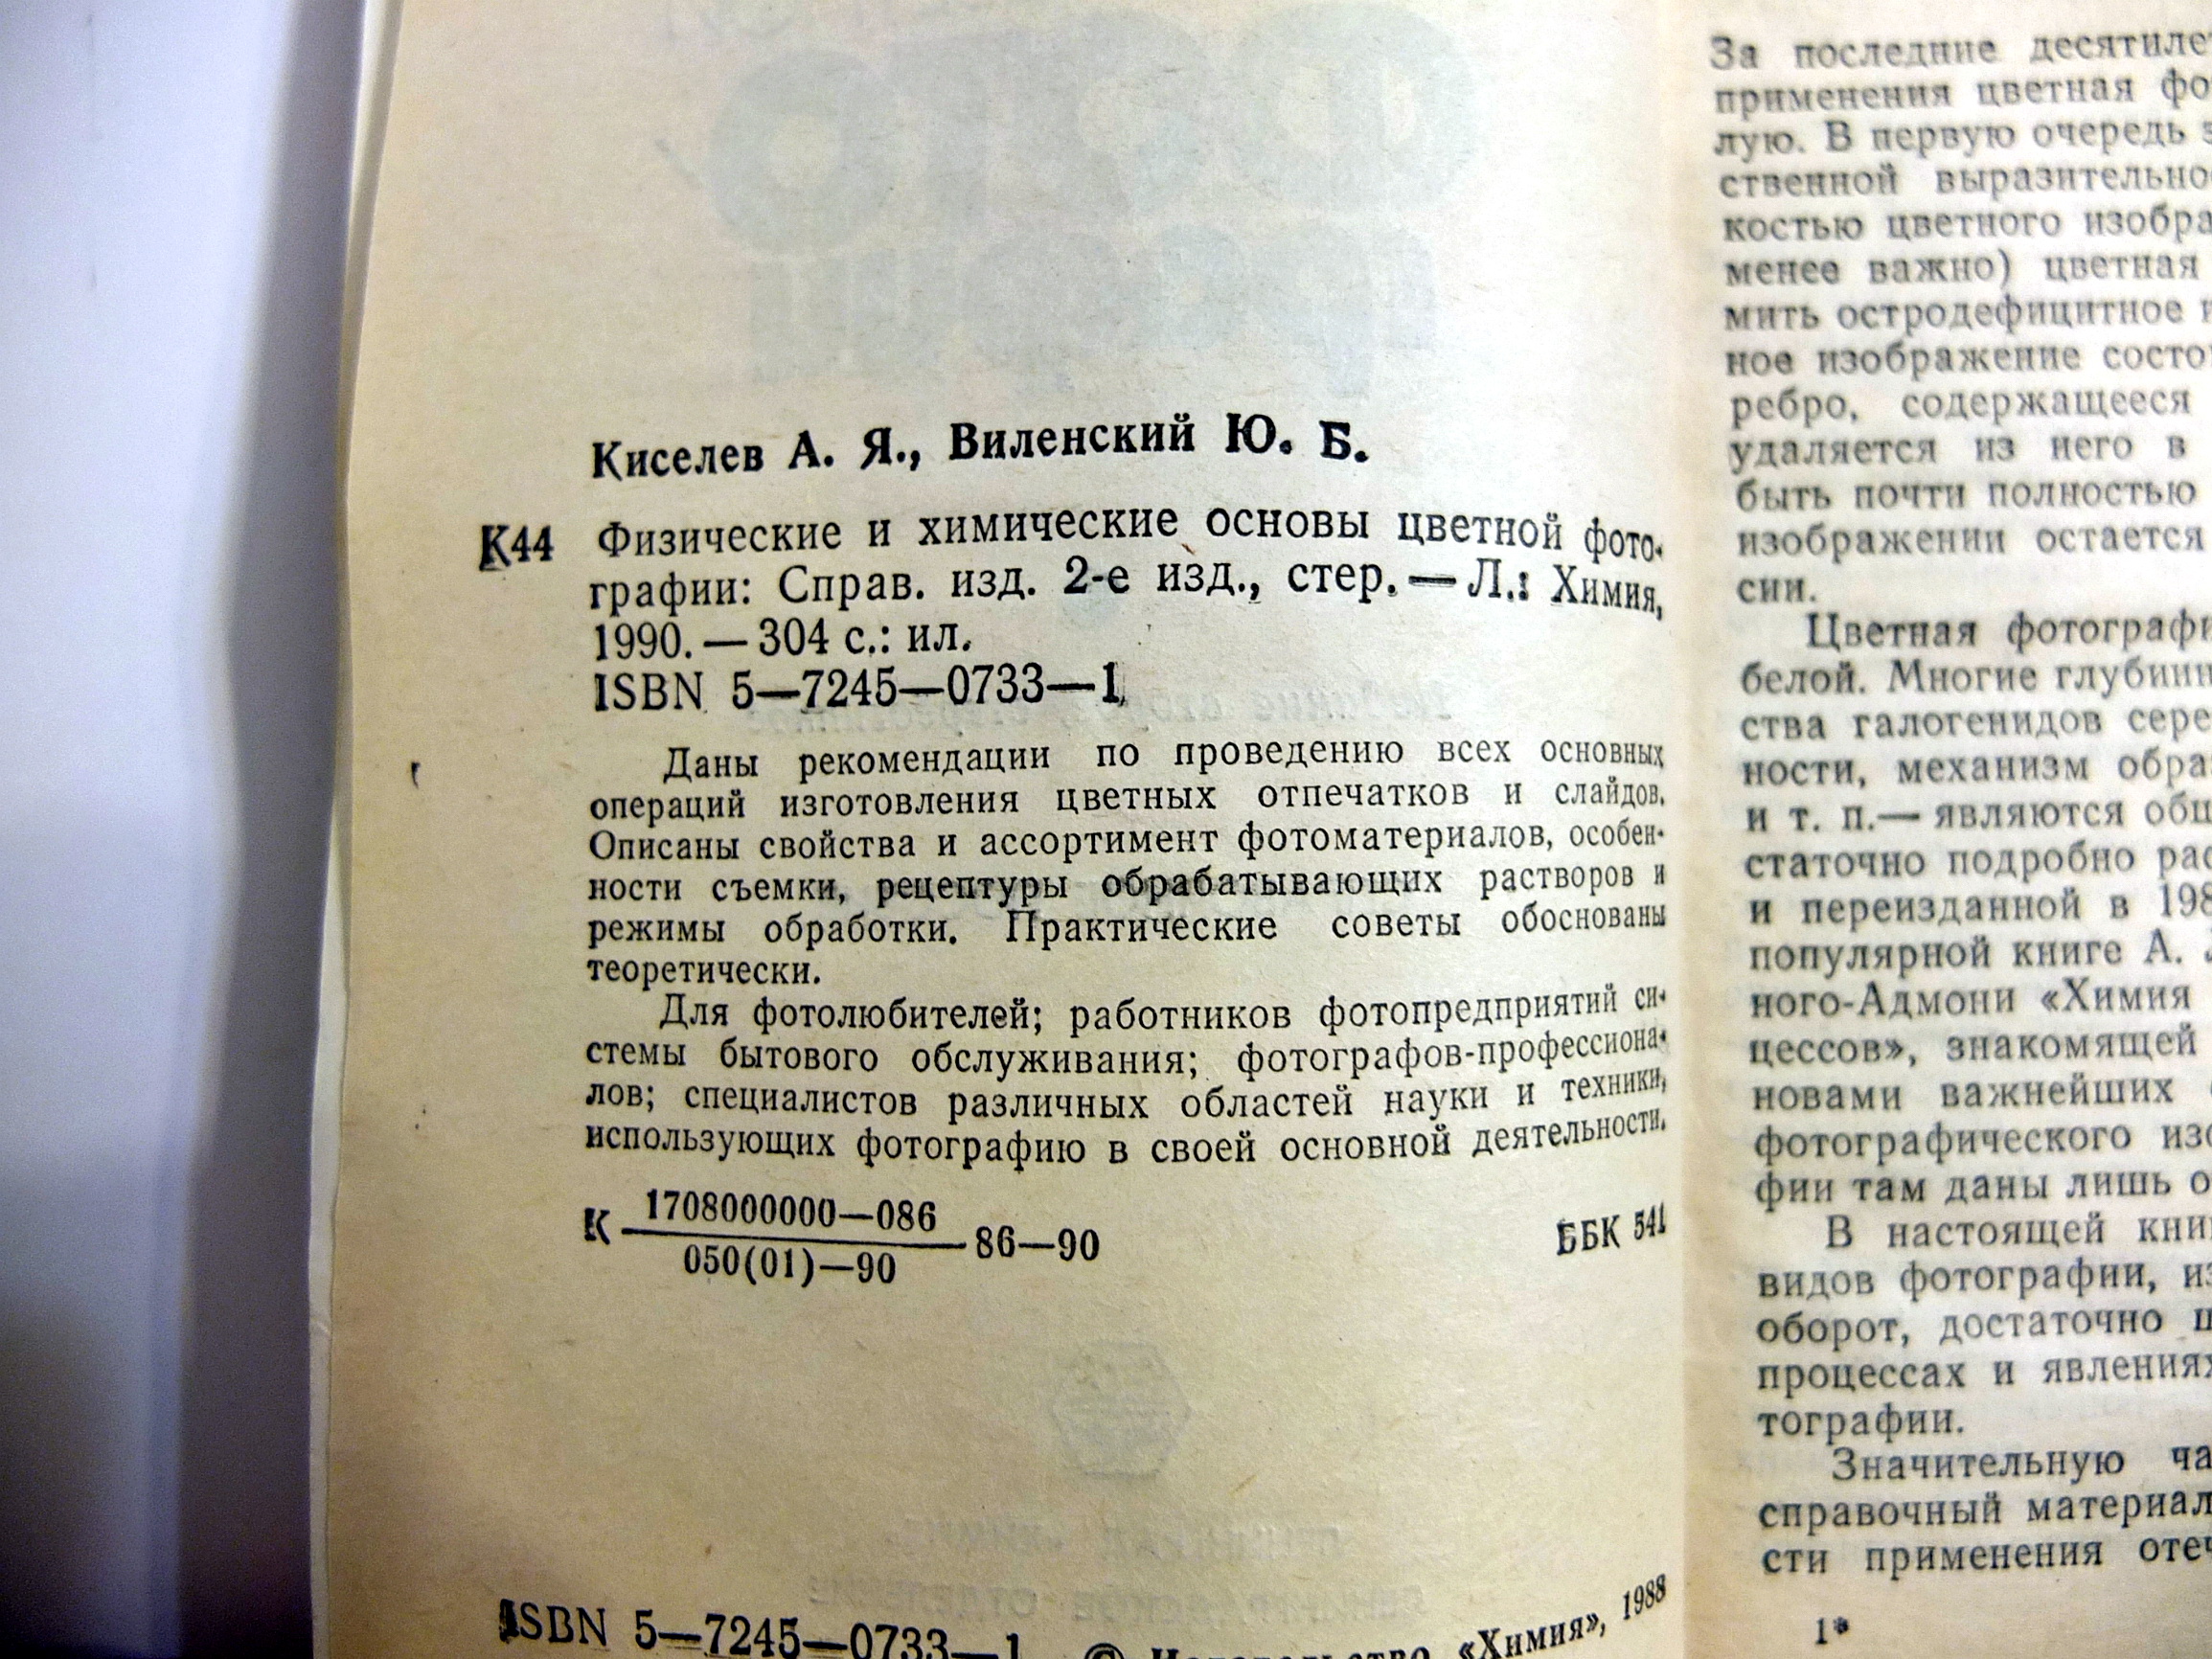 Киселев А. Я., Виленский Ю. Б.
К44 Физические и химические основы цветной фото-
графии: Справ. изд. 2-е изд., стер. — Л.: Химия,
1990. — 304 с.: ил.
ISBN 5—7245—0733—1
Даны рекомендации по проведению всех основных
операций изготовления цветных отпечатков и слайдов.
Описаны свойства и ассортимент фотоматериалов, особен-
ности съемки, рецептуры обрабатывающих растворов и
режимы обработки. Практические советы обоснованы
теоретически.
Для фотолюбителей; работников фотопредприятий си-
стемы бытового обслуживания; фотографов-профессиона-
лов; специалистов различных областей науки и техники,
использующих фотографию в своей основной деятельности.
К 1708000000—086
050(01)—90
86—90
ББК 541
ISBN 5—7245—0733—1 © Издательство «Химия», 1988
За последние
применения цветная
лую. В первую очередь
ственной
костью цветного
менее важно) цветная
мить остродефицитное
ное изображение
ребро, содержащееся
удаляется из него в
быть почти полностью
изображении остается
сии.
Цветная
белой. Многие
ства галогенидов
ности, механизм
и т. п.— являются
статочно подробно
и переизданной в
популярной книге А.
ного-Адмони «Химия
цессов», знакомящей
новами важнейших
фотографического
фии там даны лишь
В настоящей
видов фотографии,
оборот, достаточно
процессах и явлениях
тографии.
Значительную
справочный материал
сти применения
1*